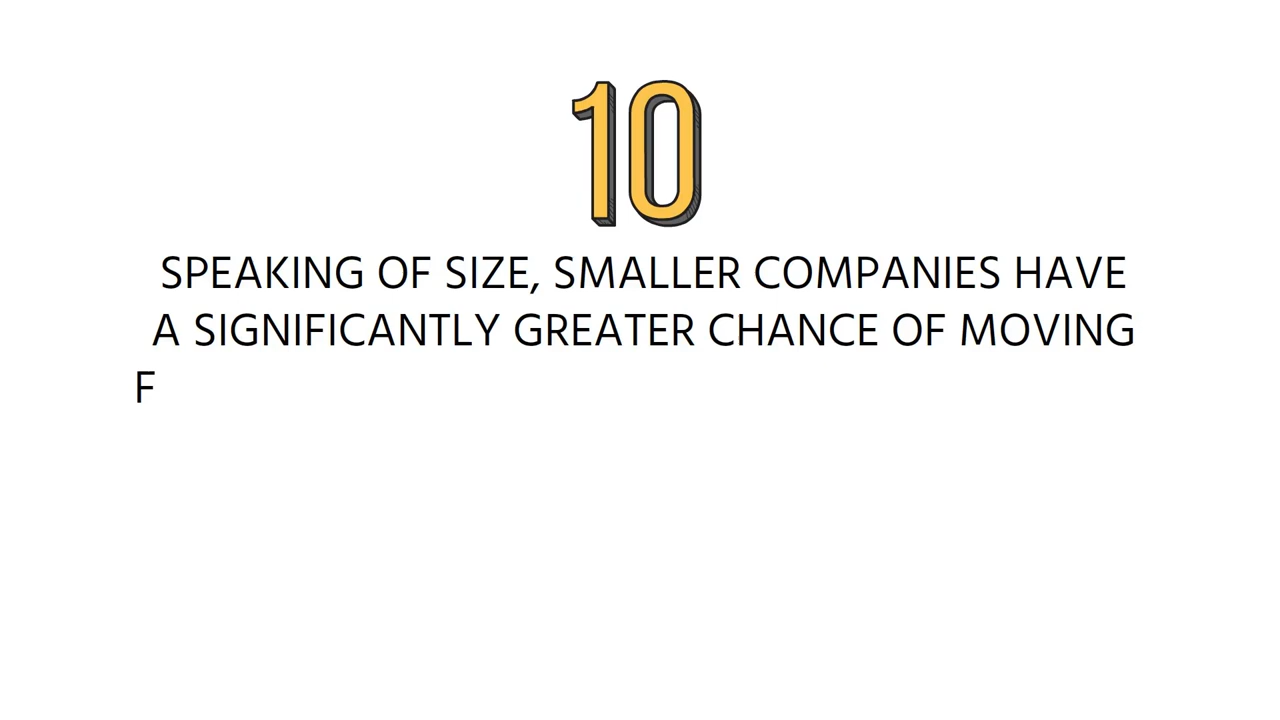 10
SPEAKING OF SIZE, SMALLER COMPANIES HAVE
A SIGNIFICANTLY GREATER CHANCE OF MOVING
F